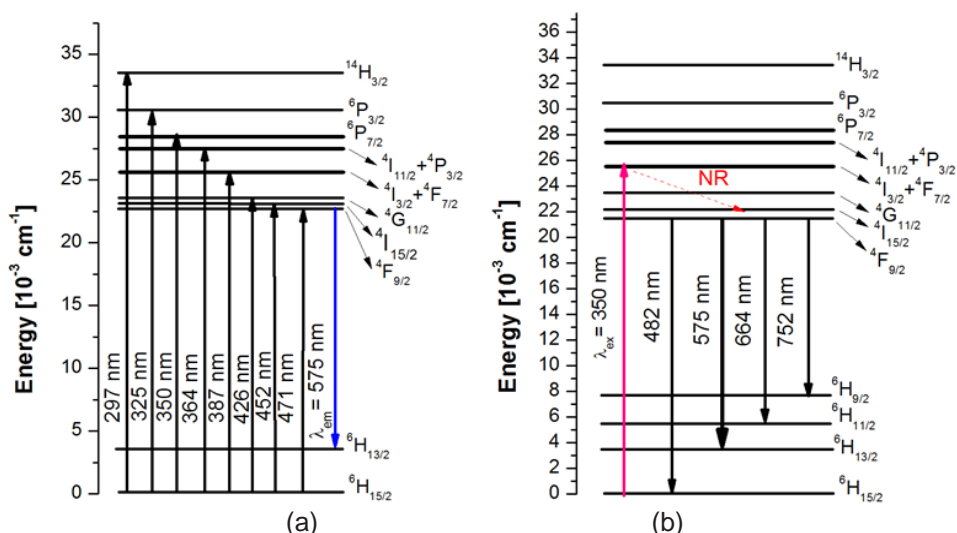 35
30
25
20
15
10
5
0
Energy [10⁻³ cm⁻¹]
¹⁴H₃/₂
⁶P₃/₂
⁶P₇/₂
⁴I₁₁/₂+⁴P₃/₂
⁴I₃/₂+⁴F₇/₂
⁴G₁₁/₂
⁴I₁₅/₂
⁴F₉/₂
297 nm
325 nm
350 nm
364 nm
387 nm
426 nm
452 nm
471 nm
λem = 575 nm
⁶H₁₃/₂
⁶H₁₅/₂
(a)
36
34
32
30
28
26
24
22
20
18
16
14
12
10
8
6
4
2
0
Energy [10⁻³ cm⁻¹]
¹⁴H₃/₂
⁶P₃/₂
⁶P₇/₂
⁴I₁₁/₂+⁴P₃/₂
⁴I₃/₂+⁴F₇/₂
⁴G₁₁/₂
⁴I₁₅/₂
⁴F₉/₂
NR
λex = 350 nm
482 nm
575 nm
664 nm
752 nm
⁶H₉/₂
⁶H₁₁/₂
⁶H₁₃/₂
⁶H₁₅/₂
(b)